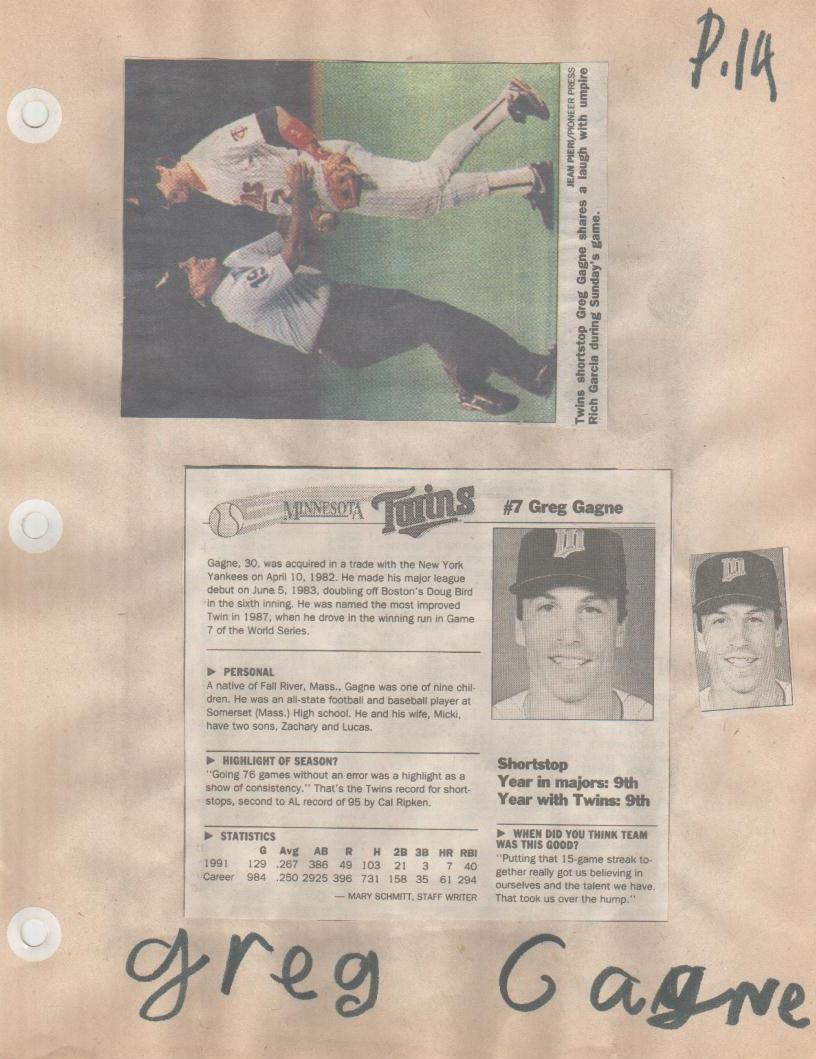 P.14
JEAN PIERI/PIONEER PRESS
Twins shortstop Greg Gagne shares a laugh with umpire
Rich Garcia during Sunday's game.
MINNESOTA Twins
#7 Greg Gagne
Gagne, 30, was acquired in a trade with the New York
Yankees on April 10, 1982. He made his major league
debut on June 5, 1983, doubling off Boston's Doug Bird
in the sixth inning. He was named the most improved
Twin in 1987, when he drove in the winning run in Game
7 of the World Series.
▶ PERSONAL
A native of Fall River, Mass., Gagne was one of nine chil-
dren. He was an all-state football and baseball player at
Somerset (Mass.) High school. He and his wife, Micki,
have two sons, Zachary and Lucas.
▶ HIGHLIGHT OF SEASON?
"Going 76 games without an error was a highlight as a
show of consistency." That's the Twins record for short-
stops, second to AL record of 95 by Cal Ripken.
▶ STATISTICS
G Avg AB R H 2B 3B HR RBI
1991 129 .267 386 49 103 21 3 7 40
Career 984 .250 2925 396 731 158 35 61 294
— MARY SCHMITT, STAFF WRITER
Shortstop
Year in majors: 9th
Year with Twins: 9th
▶ WHEN DID YOU THINK TEAM
WAS THIS GOOD?
"Putting that 15-game streak to-
gether really got us believing in
ourselves and the talent we have.
That took us over the hump."
greg Gagne